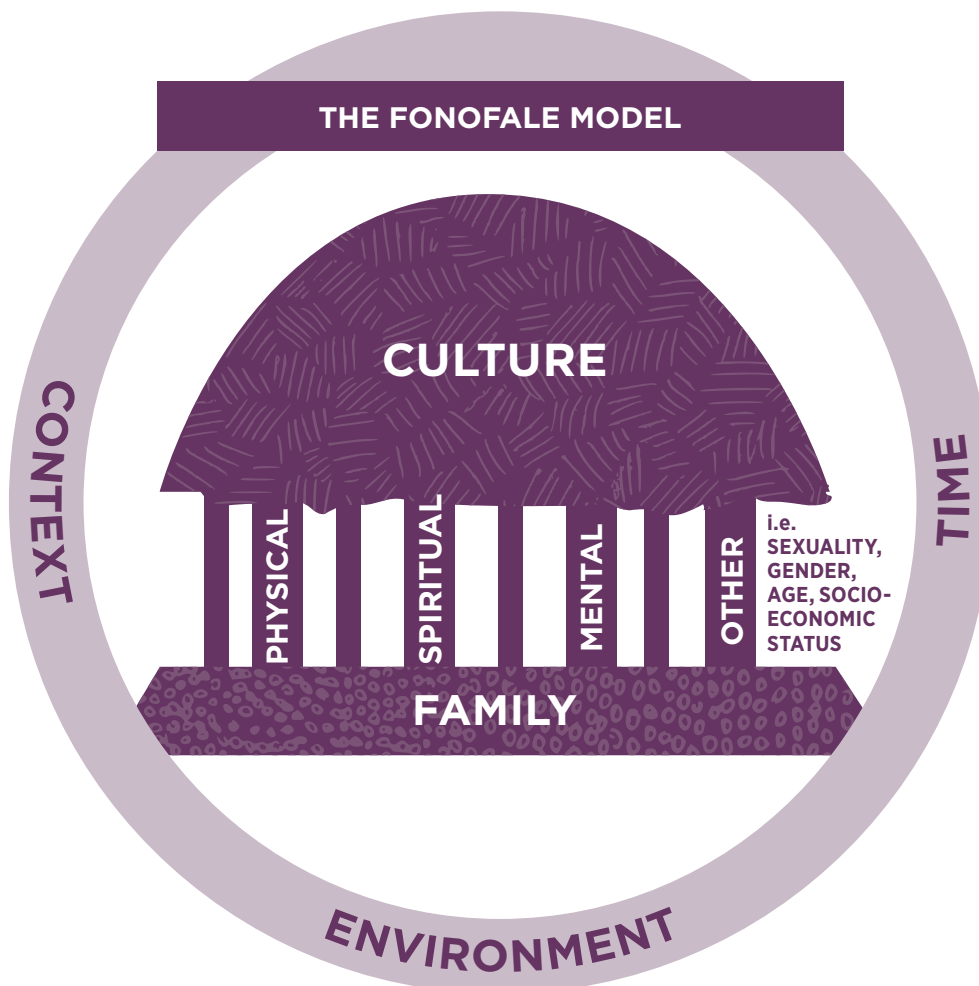 THE FONOFALE MODEL
CULTURE
CONTEXT
TIME
PHYSICAL
SPIRITUAL
MENTAL
OTHER
i.e.
SEXUALITY,
GENDER,
AGE, SOCIO-
ECONOMIC
STATUS
FAMILY
ENVIRONMENT